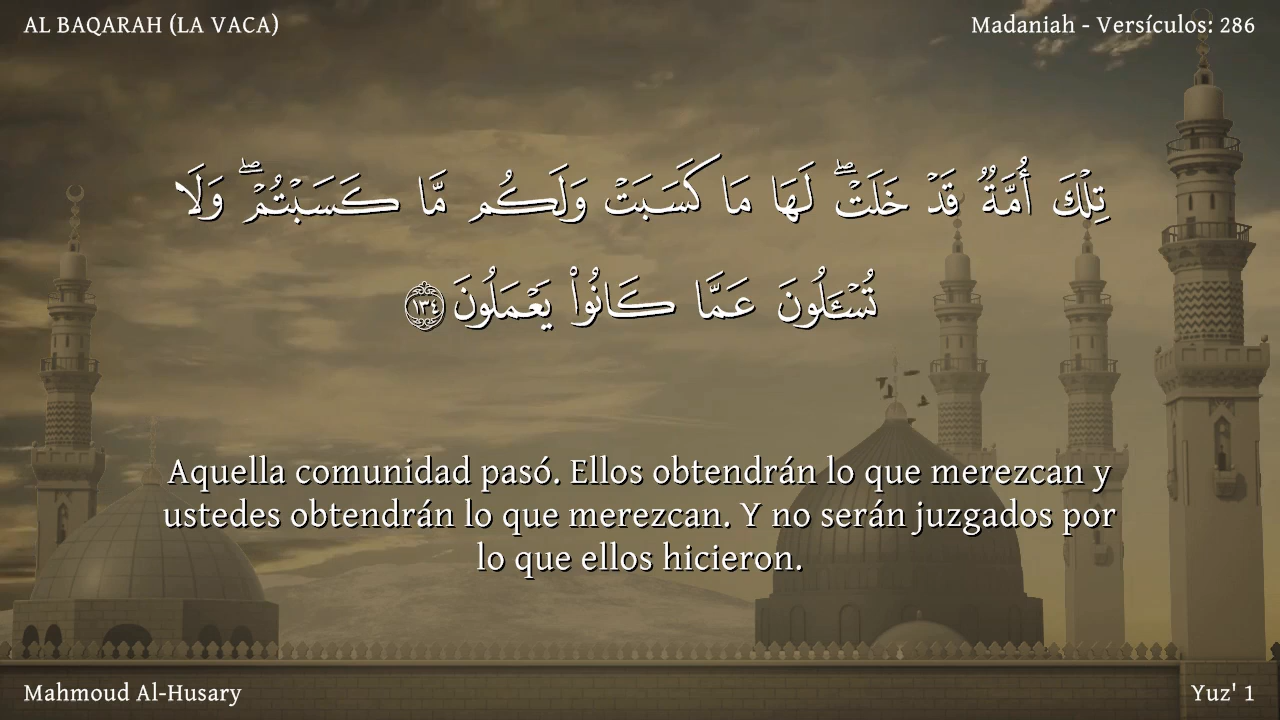 AL BAQARAH (LA VACA)
Madaniah - Versículos: 286
تِلْكَ أُمَّةٌ قَدْ خَلَتْ ۖ لَهَا مَا كَسَبَتْ وَلَكُم مَّا كَسَبْتُمْ ۖ وَلَا
تُسْـَٔلُونَ عَمَّا كَانُوا۟ يَعْمَلُونَ ١٣٤
Aquella comunidad pasó. Ellos obtendrán lo que merezcan y
ustedes obtendrán lo que merezcan. Y no serán juzgados por
lo que ellos hicieron.
Mahmoud Al-Husary
Yuz' 1